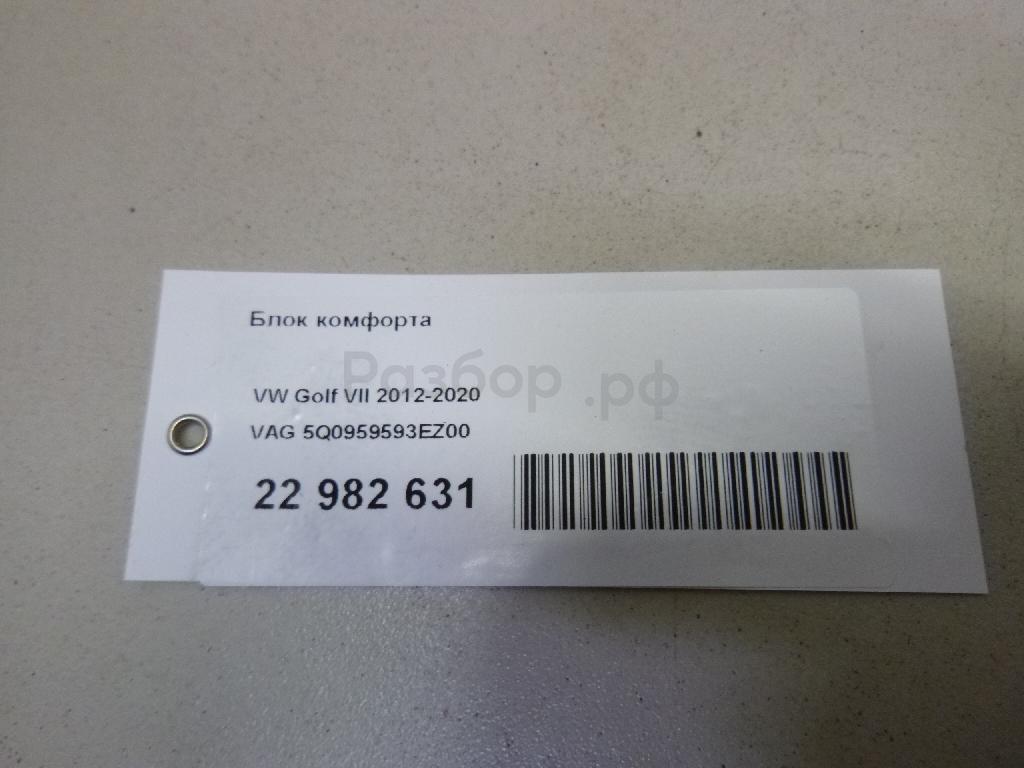 Блок комфорта
Разбор.рф
VW Golf VII 2012-2020
VAG 5Q0959593EZ00
22 982 631